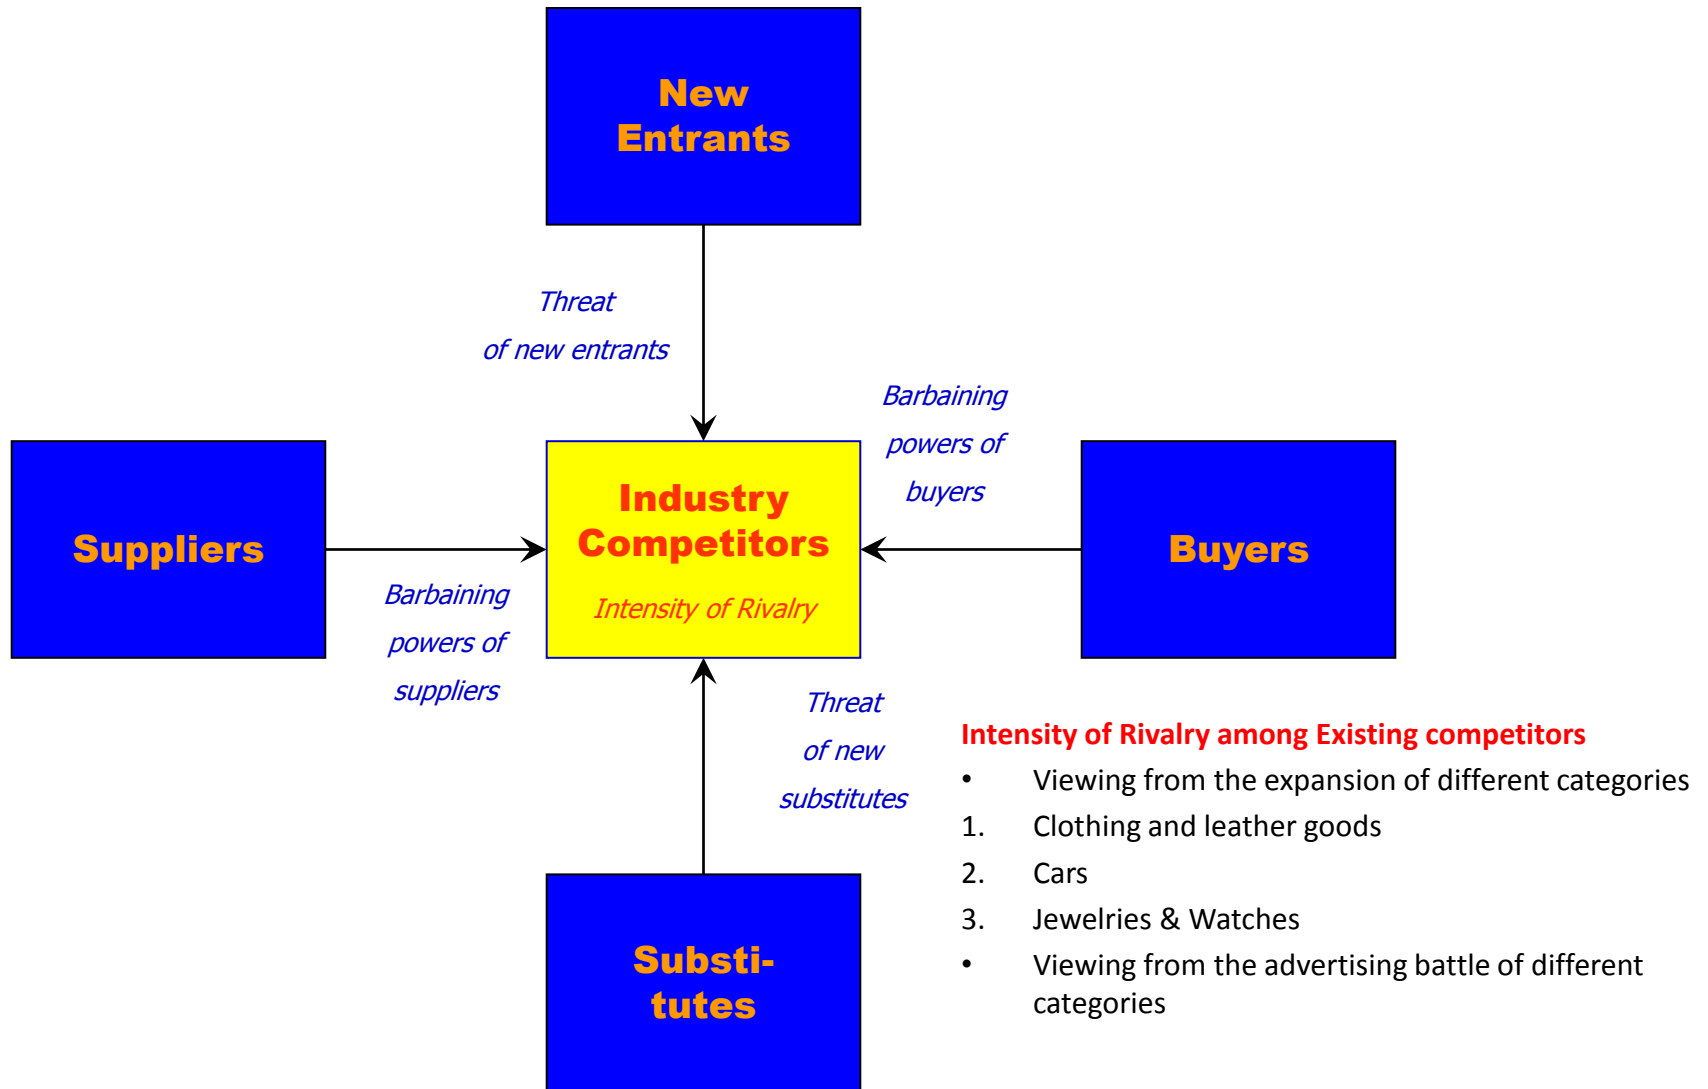 New
Entrants
Threat
of new entrants
Barbaining
powers of
buyers
Suppliers
Industry
Competitors
Intensity of Rivalry
Buyers
Barbaining
powers of
suppliers
Threat
of new
substitutes
Substi-
tutes
Intensity of Rivalry among Existing competitors
• Viewing from the expansion of different categories
1. Clothing and leather goods
2. Cars
3. Jewelries & Watches
• Viewing from the advertising battle of different
categories